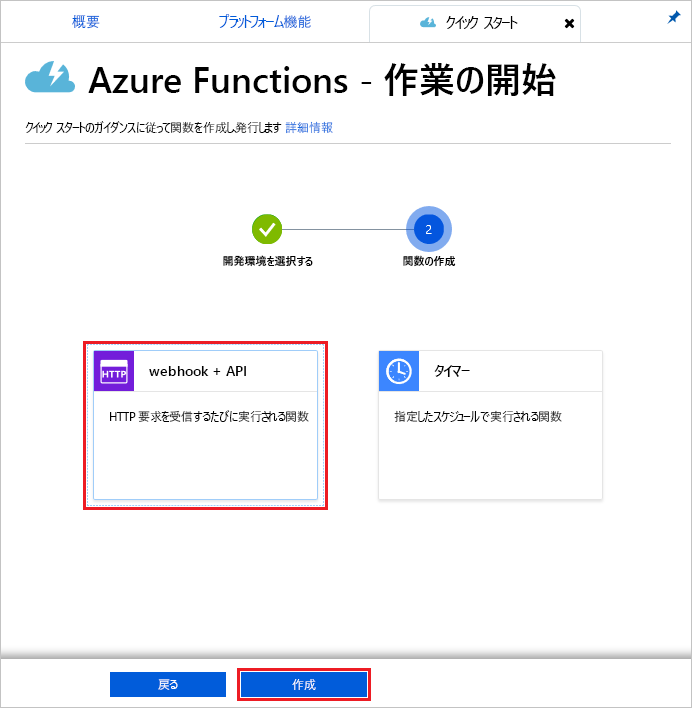 概要
プラットフォーム機能
クイック スタート
Azure Functions - 作業の開始
クイック スタートのガイダンスに従って関数を作成し発行します 詳細情報
2
開発環境を選択する
関数の作成
HTTP
webhook + API
HTTP 要求を受信するたびに実行される関数
タイマー
指定したスケジュールで実行される関数
戻る
作成